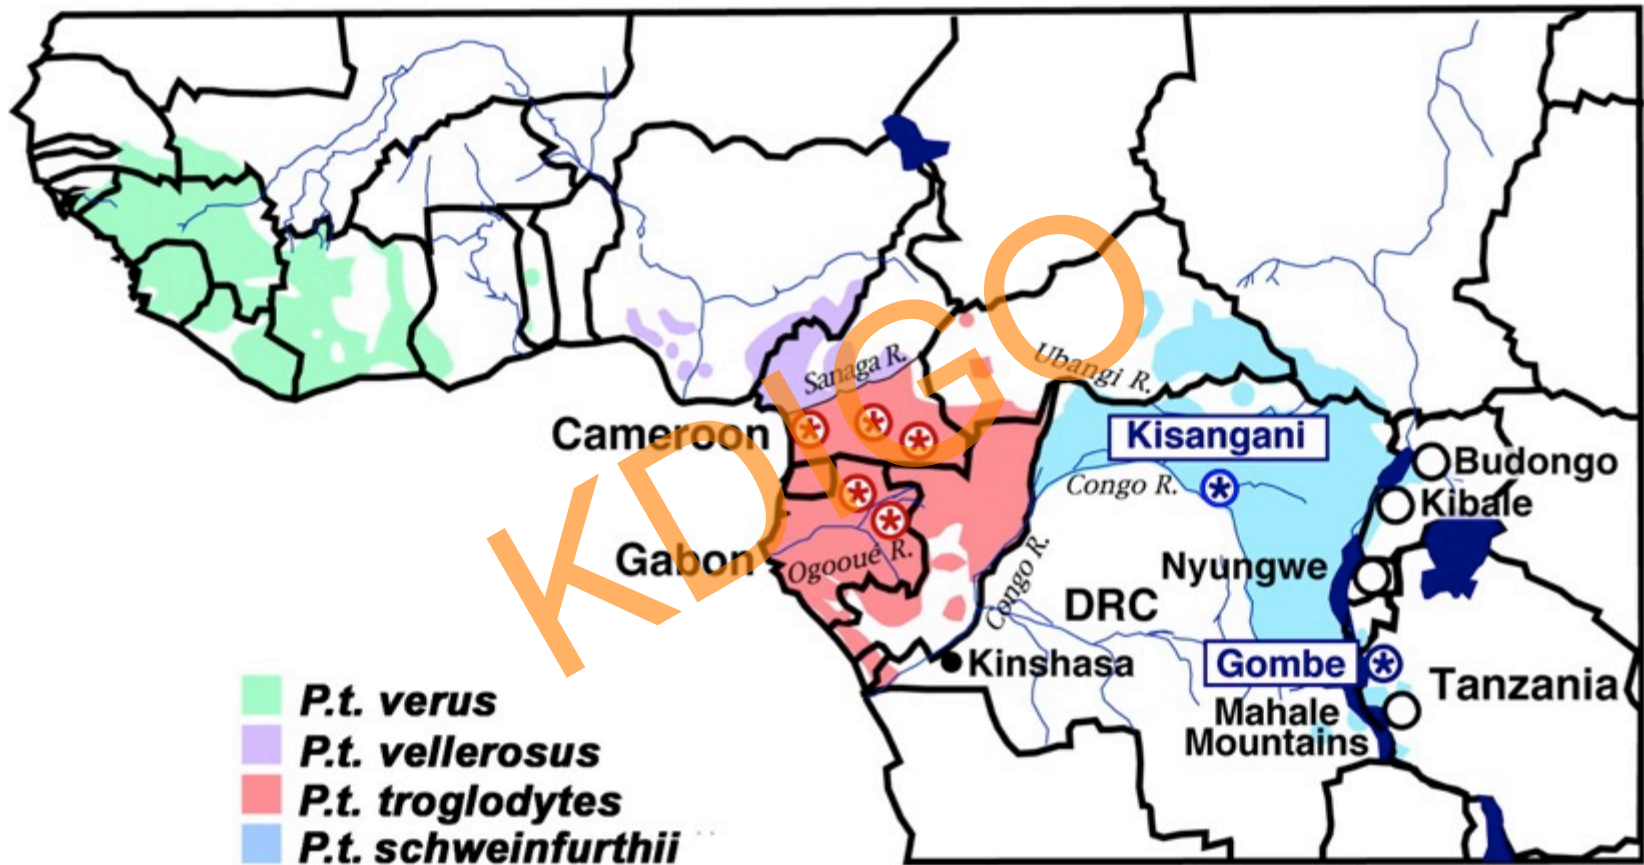 Sanaga R.
Ubangi R.
Cameroon
Kisangani
Budongo
Congo R.
Kibale
Gabon
Ogooué R.
Nyungwe
Congo R.
DRC
Kinshasa
Gombe
Tanzania
Mahale
Mountains
P.t. verus
P.t. vellerosus
P.t. troglodytes
P.t. schweinfurthii
KDIGO